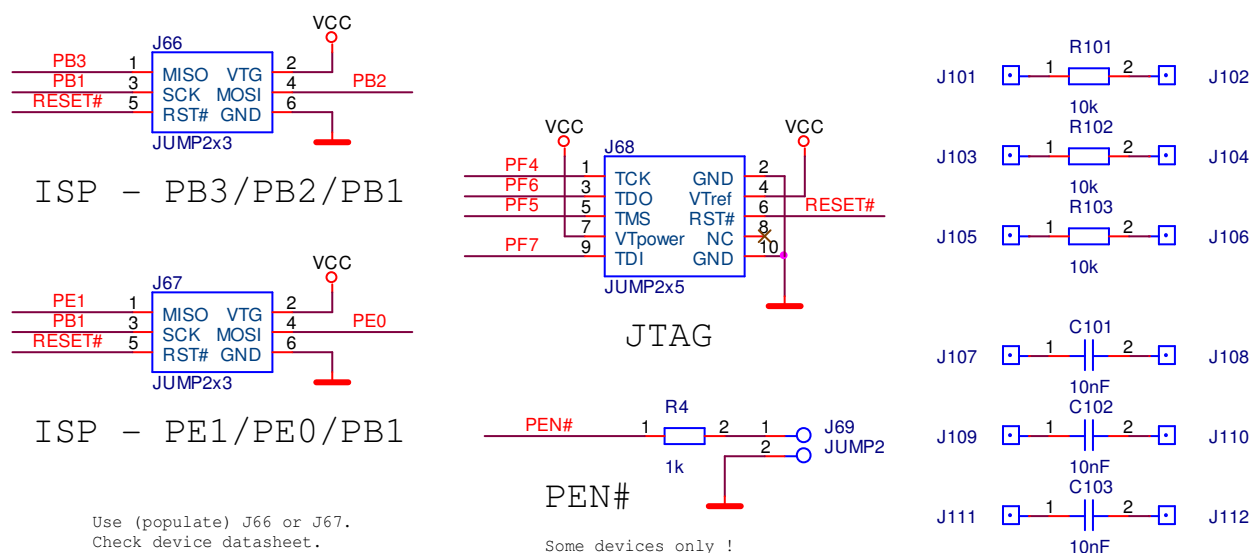 VCC
J66
PB3 1 MISO VTG 2
PB1 3 SCK MOSI 4 PB2
RESET# 5 RST# GND 6
JUMP2x3
ISP - PB3/PB2/PB1
VCC
J67
PE1 1 MISO VTG 2
PB1 3 SCK MOSI 4 PE0
RESET# 5 RST# GND 6
JUMP2x3
ISP - PE1/PE0/PB1
Use (populate) J66 or J67.
Check device datasheet.
VCC VCC
J68
PF4 1 TCK GND 2
PF6 3 TDO VTref 4
PF5 5 TMS RST# 6 RESET#
7 VTpower NC 8
PF7 9 TDI GND 10
JUMP2x5
JTAG
R4
PEN# 1 2 1 J69
2 JUMP2
1k
PEN#
Some devices only !
R101
J101 1 2 J102
10k
R102
J103 1 2 J104
10k
R103
J105 1 2 J106
10k
C101
J107 1 2 J108
10nF
C102
J109 1 2 J110
10nF
C103
J111 1 2 J112
10nF